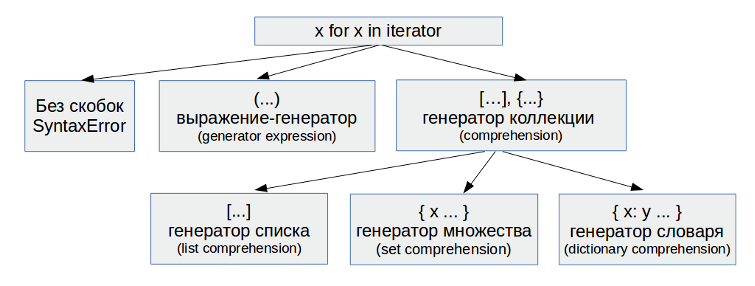 x for x in iterator
Без скобок
SyntaxError
(...)
выражение-генератор
(generator expression)
[…], {...}
генератор коллекции
(comprehension)
[...]
генератор списка
(list comprehension)
{ x ... }
генератор множества
(set comprehension)
{ x: y ... }
генератор словаря
(dictionary comprehension)